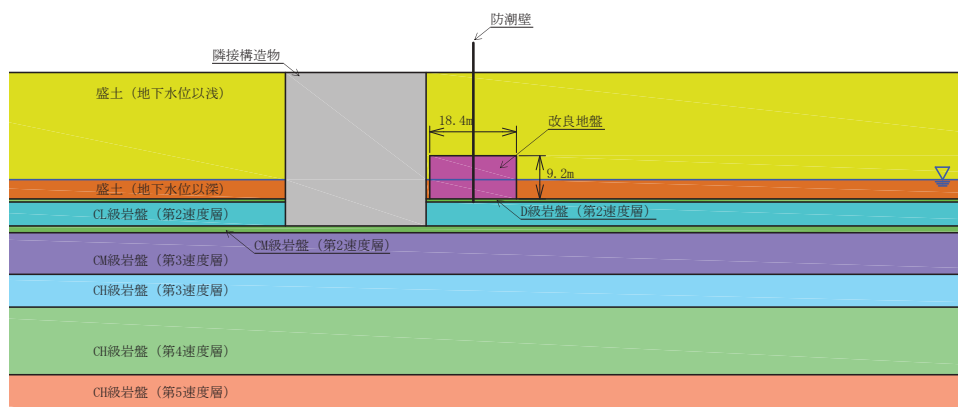 防潮壁
隣接構造物
盛土（地下水位以浅）
18.4m
改良地盤
9.2m
盛土（地下水位以深）
CL級岩盤（第2速度層）
D級岩盤（第2速度層）
CM級岩盤（第2速度層）
CM級岩盤（第3速度層）
CH級岩盤（第3速度層）
CH級岩盤（第4速度層）
CH級岩盤（第5速度層）